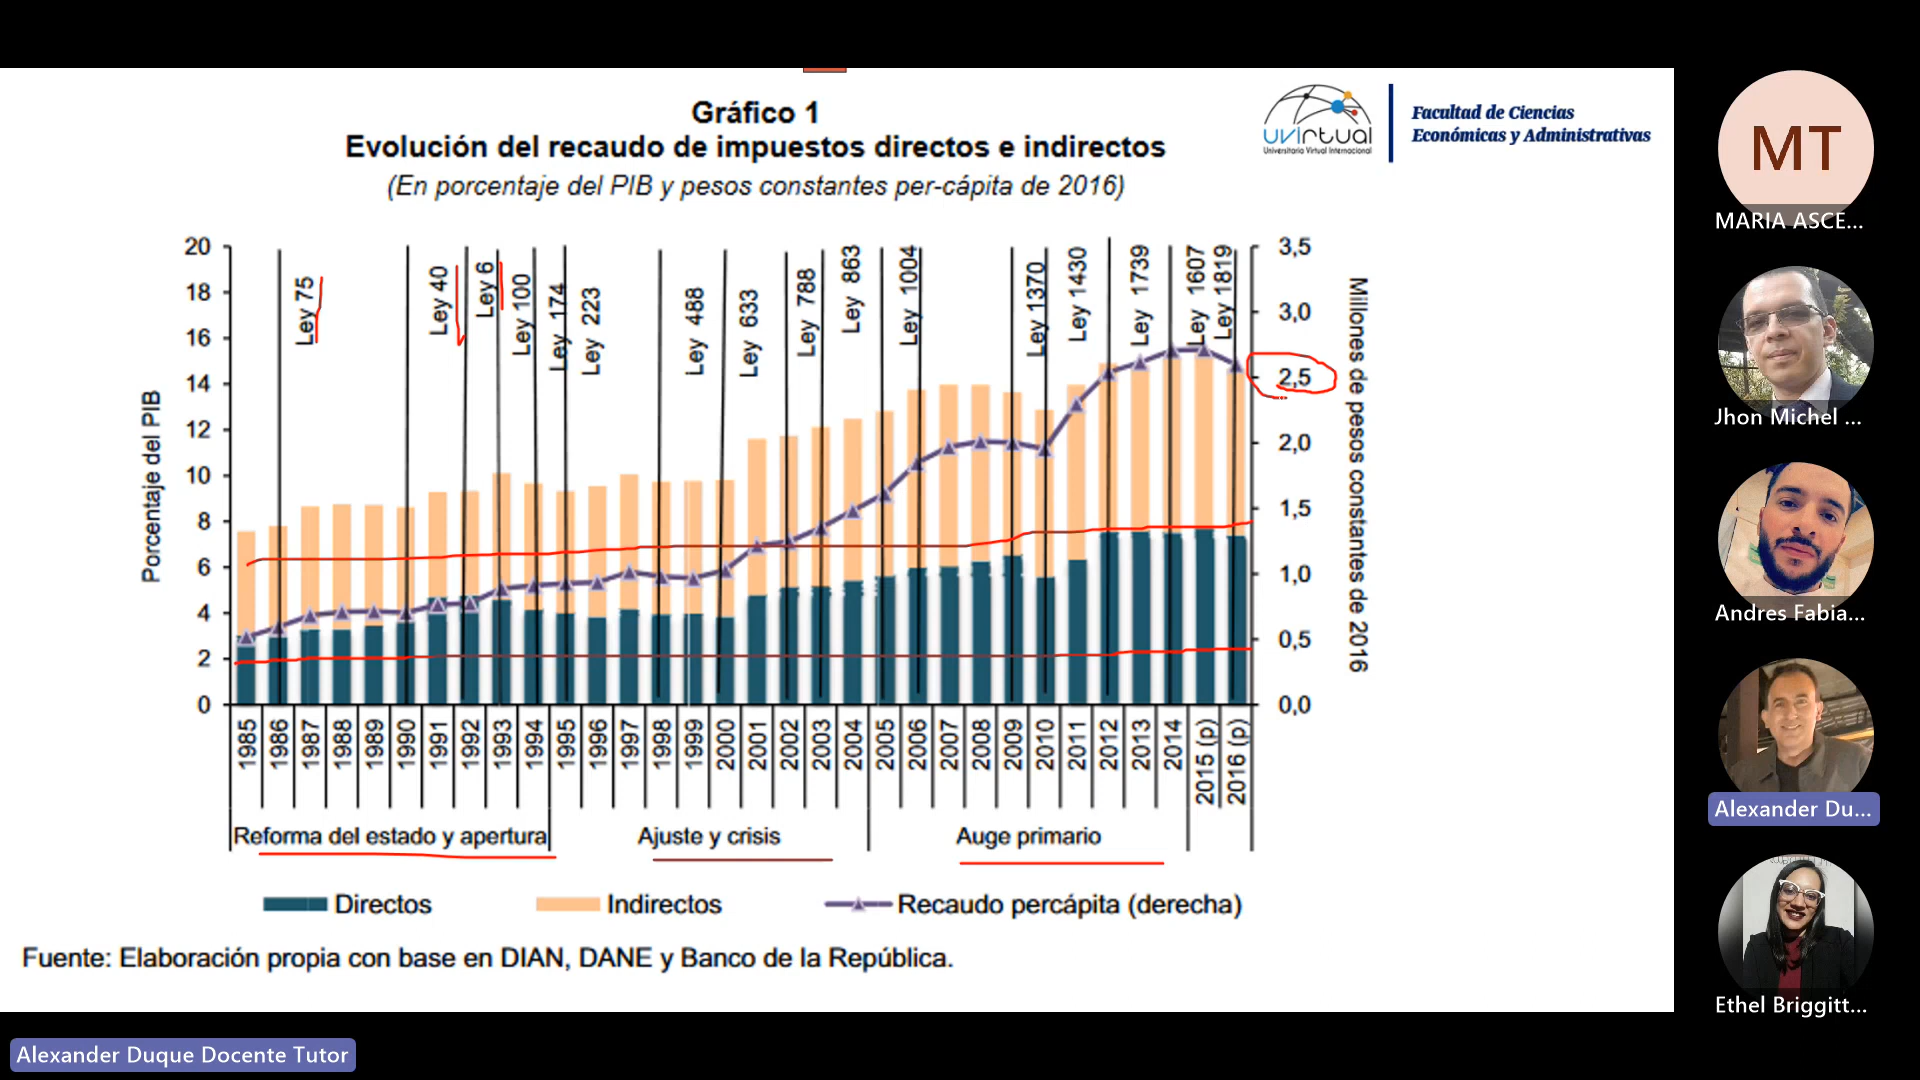 Gráfico 1
Evolución del recaudo de impuestos directos e indirectos
(En porcentaje del PIB y pesos constantes per-cápita de 2016)
uvirtual
Universitaria Virtual Internacional
Facultad de Ciencias
Económicas y Administrativas
Porcentaje del PIB
20
18
16
14
12
10
8
6
4
2
0
Ley 75
Ley 40
Ley 6
Ley 100
Ley 174
Ley 223
Ley 488
Ley 633
Ley 788
Ley 863
Ley 1004
Ley 1370
Ley 1430
Ley 1739
Ley 1607
Ley 1819
3,5
3,0
2,5
2,0
1,5
1,0
0,5
0,0
Millones de pesos constantes de 2016
1985 1986 1987 1988 1989 1990 1991 1992 1993 1994 1995 1996 1997 1998 1999 2000 2001 2002 2003 2004 2005 2006 2007 2008 2009 2010 2011 2012 2013 2014 2015 (p) 2016 (p)
Reforma del estado y apertura Ajuste y crisis Auge primario
Directos Indirectos Recaudo percápita (derecha)
Fuente: Elaboración propia con base en DIAN, DANE y Banco de la República.
MT
MARIA ASCE...
Jhon Michel ...
Andres Fabia...
Alexander Du...
Ethel Briggitt...
Alexander Duque Docente Tutor